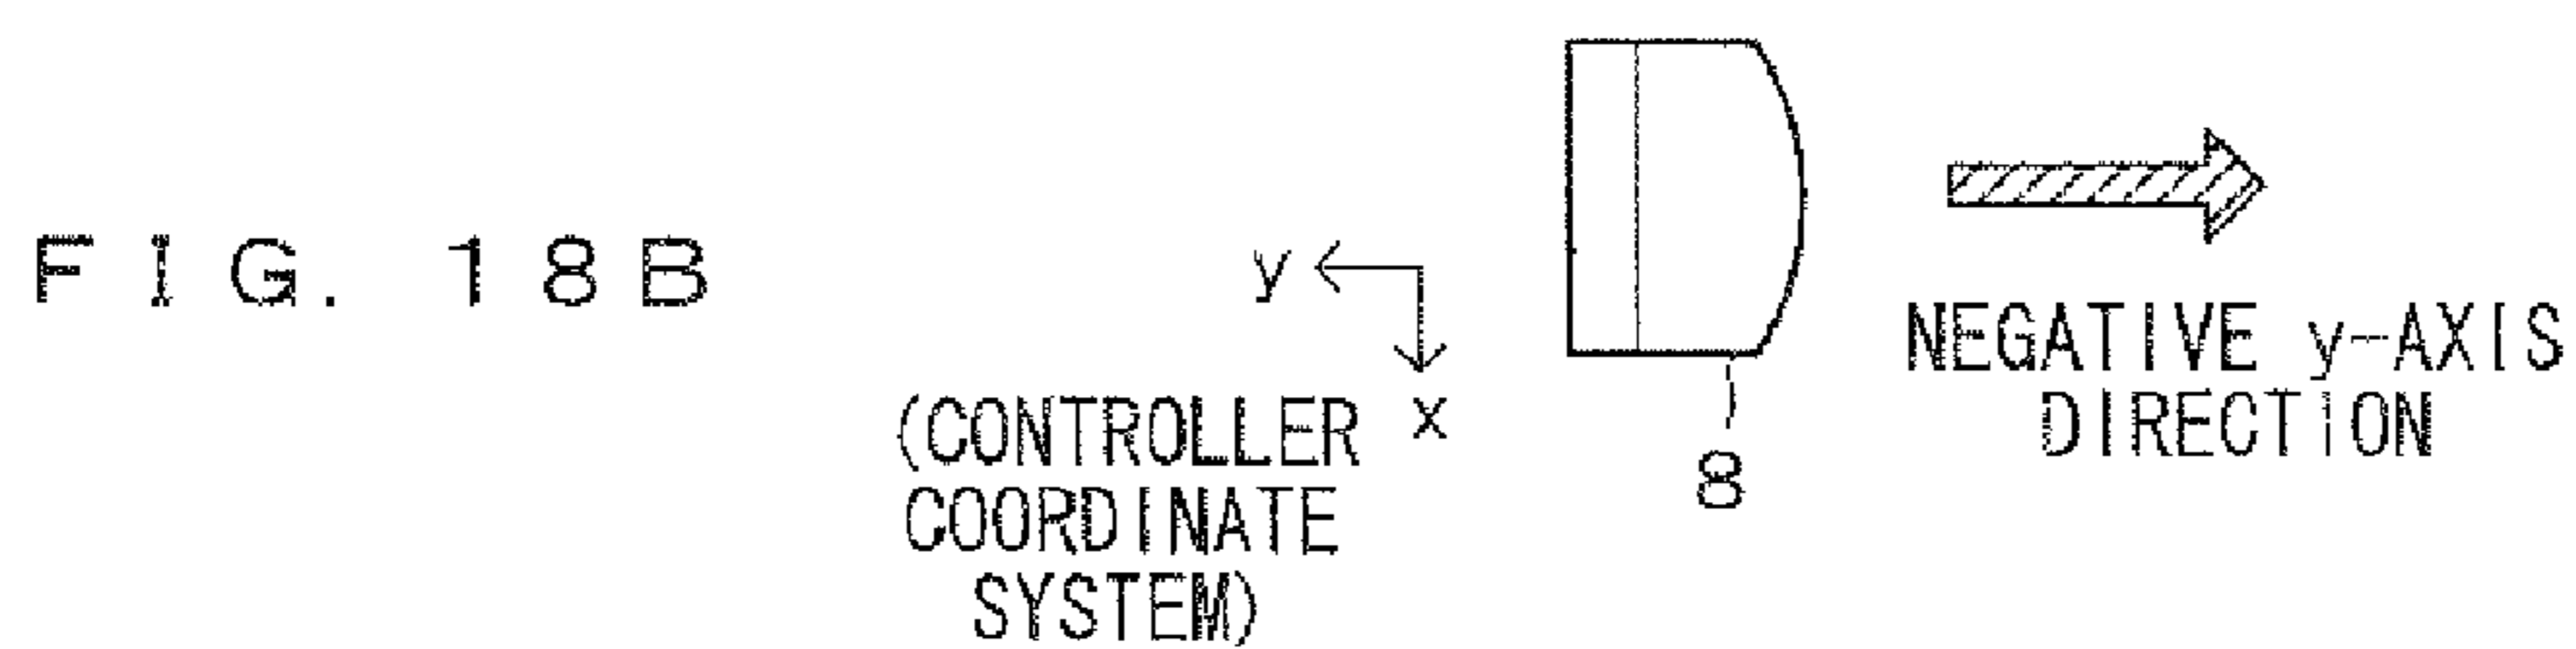 FIG. 18B
y
x
(CONTROLLER
COORDINATE
SYSTEM)
8
NEGATIVE y-AXIS
DIRECTION